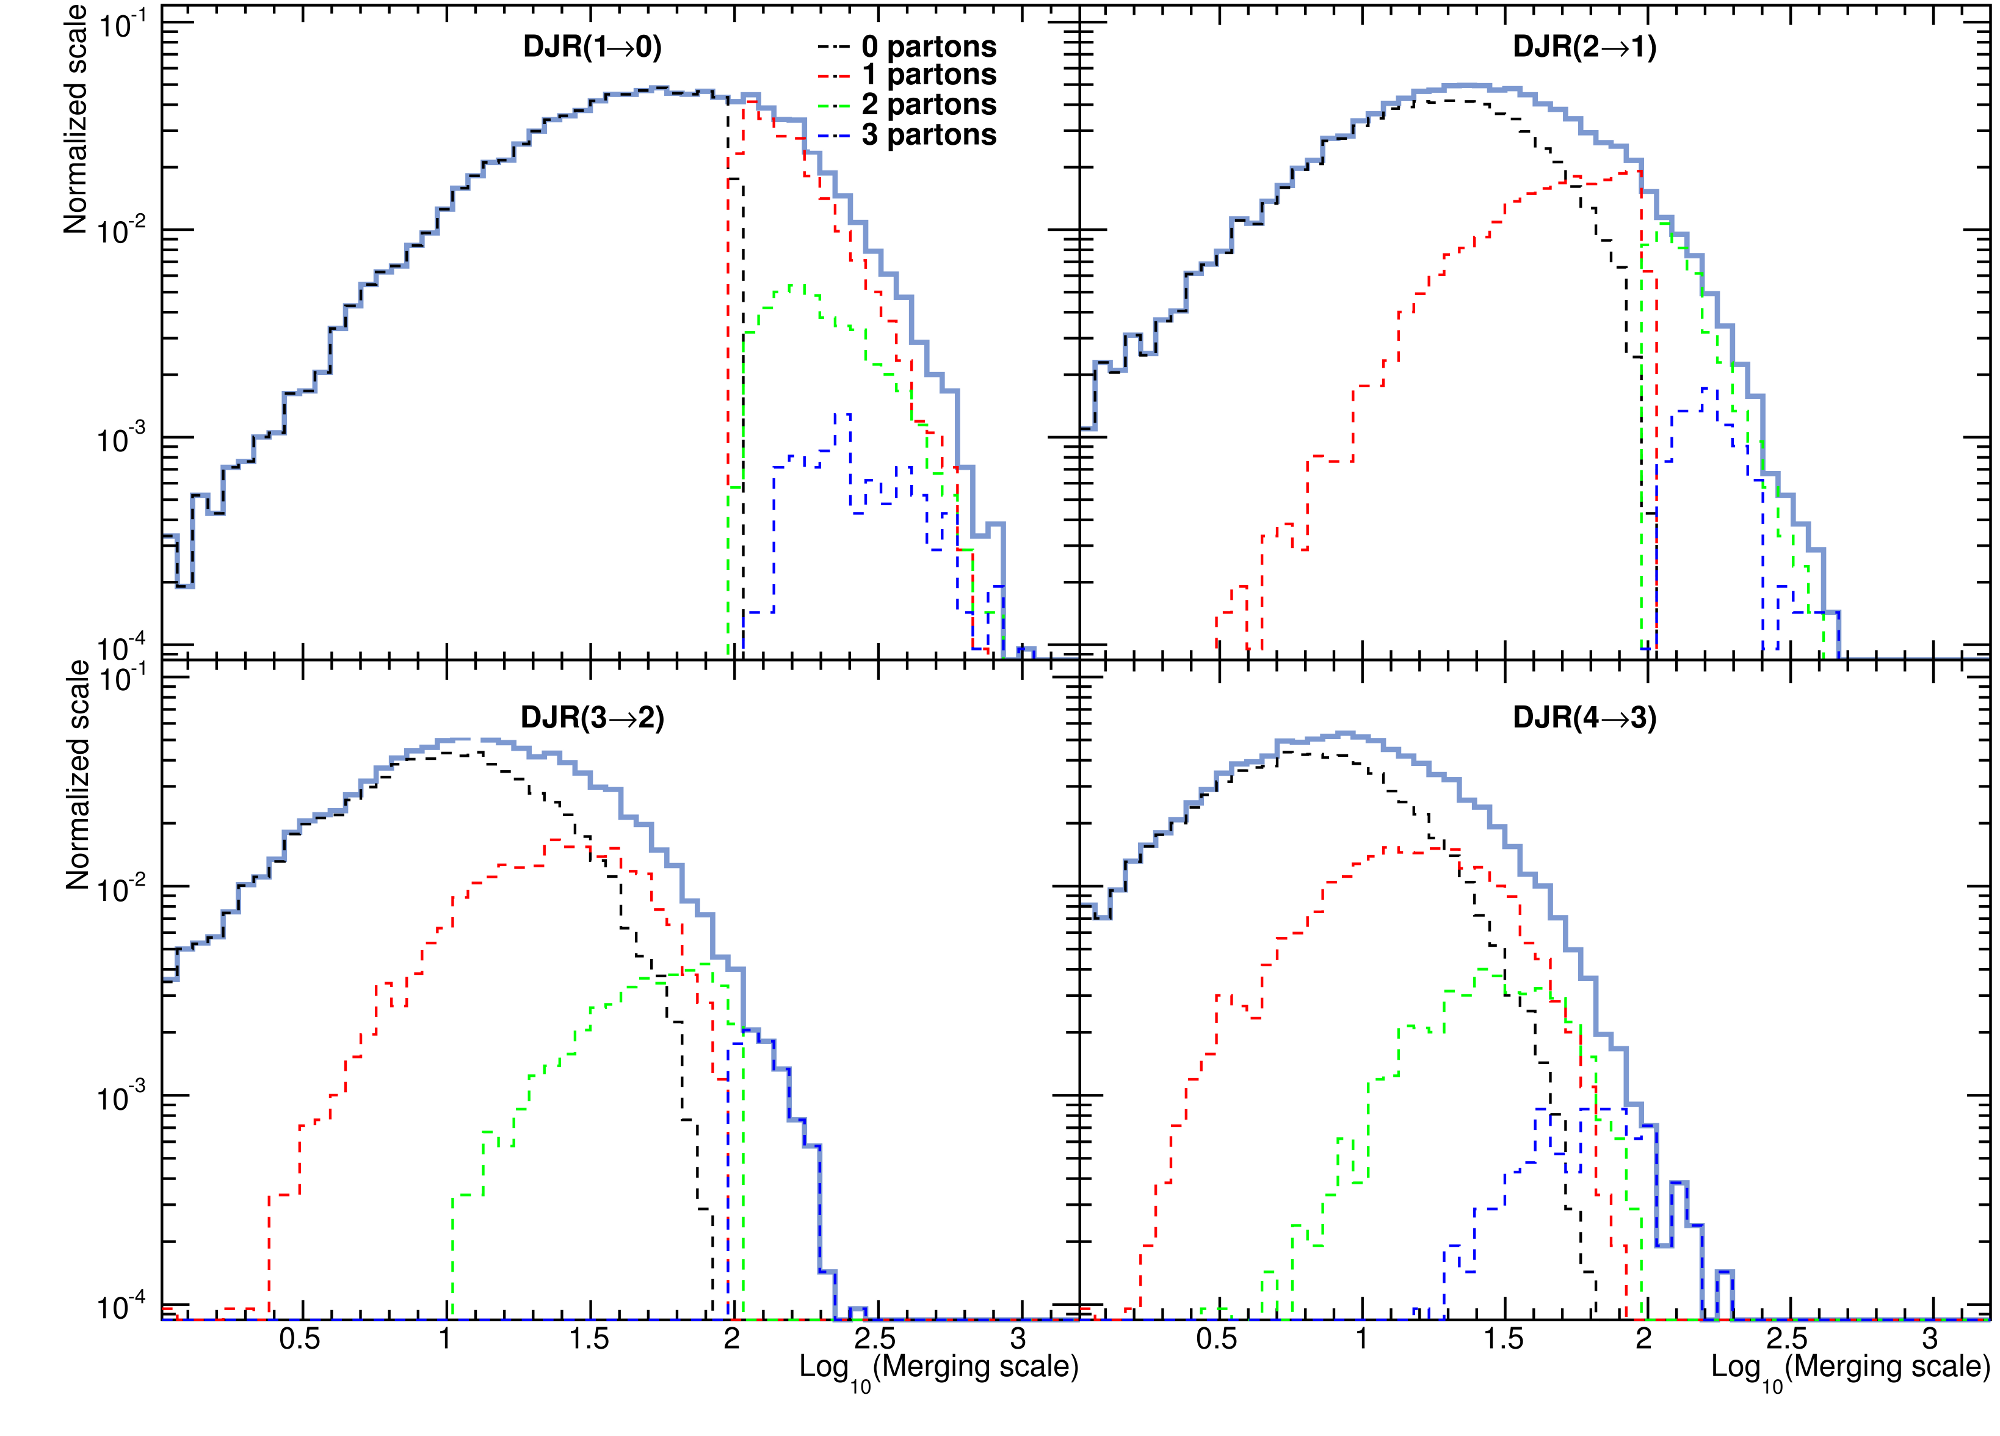 DJR(1→0)
0 partons
1 partons
2 partons
3 partons
Normalized scale
10-1
10-2
10-3
10-4
DJR(2→1)
DJR(3→2)
Normalized scale
10-1
10-2
10-3
10-4
0.5 1 1.5 2 2.5 3
Log10(Merging scale)
DJR(4→3)
0.5 1 1.5 2 2.5 3
Log10(Merging scale)